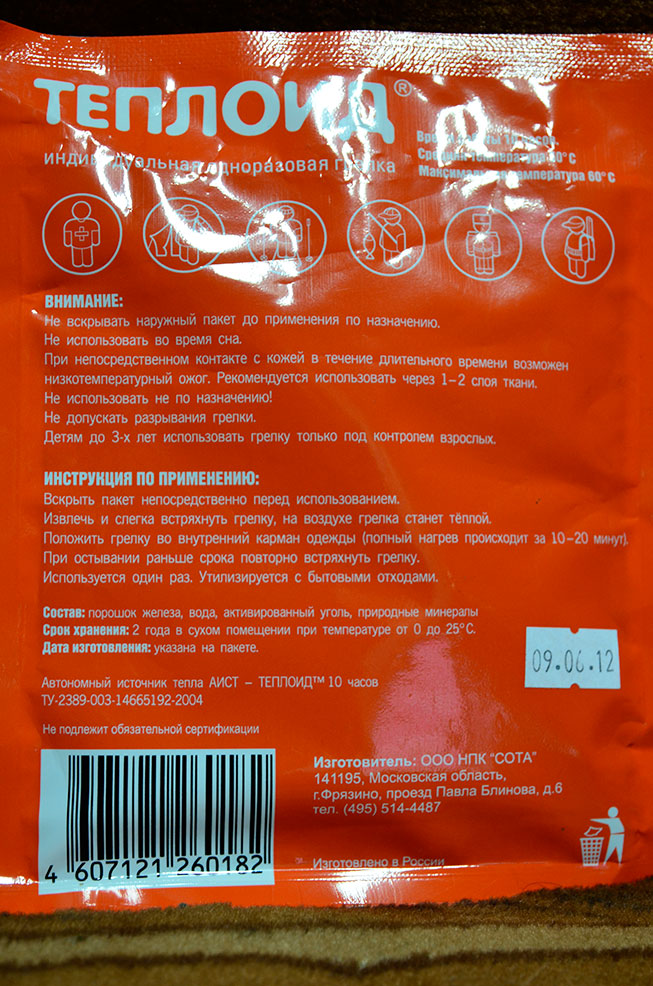 ТЕПЛОИД®
индивидуальная одноразовая грелка
Время работы 10 часов.
Средняя температура 50° С
Максимальная температура 60° С
ВНИМАНИЕ:
Не вскрывать наружный пакет до применения по назначению.
Не использовать во время сна.
При непосредственном контакте с кожей в течение длительного времени возможен
низкотемпературный ожог. Рекомендуется использовать через 1–2 слоя ткани.
Не использовать не по назначению!
Не допускать разрывания грелки.
Детям до 3-х лет использовать грелку только под контролем взрослых.
ИНСТРУКЦИЯ ПО ПРИМЕНЕНИЮ:
Вскрыть пакет непосредственно перед использованием.
Извлечь и слегка встряхнуть грелку, на воздухе грелка станет тёплой.
Положить грелку во внутренний карман одежды (полный нагрев происходит за 10–20 минут).
При остывании раньше срока повторно встряхнуть грелку.
Используется один раз. Утилизируется с бытовыми отходами.
Состав: порошок железа, вода, активированный уголь, природные минералы
Срок хранения: 2 года в сухом помещении при температуре от 0 до 25°С.
Дата изготовления: указана на пакете.
09.06.12
Автономный источник тепла АИСТ – ТЕПЛОИД™ 10 часов
ТУ-2389-003-14665192-2004
Не подлежит обязательной сертификации
Изготовитель: ООО НПК "СОТА"
141195, Московская область,
г.Фрязино, проезд Павла Блинова, д.6
тел. (495) 514-4487
4 607121 260182
Изготовлено в России